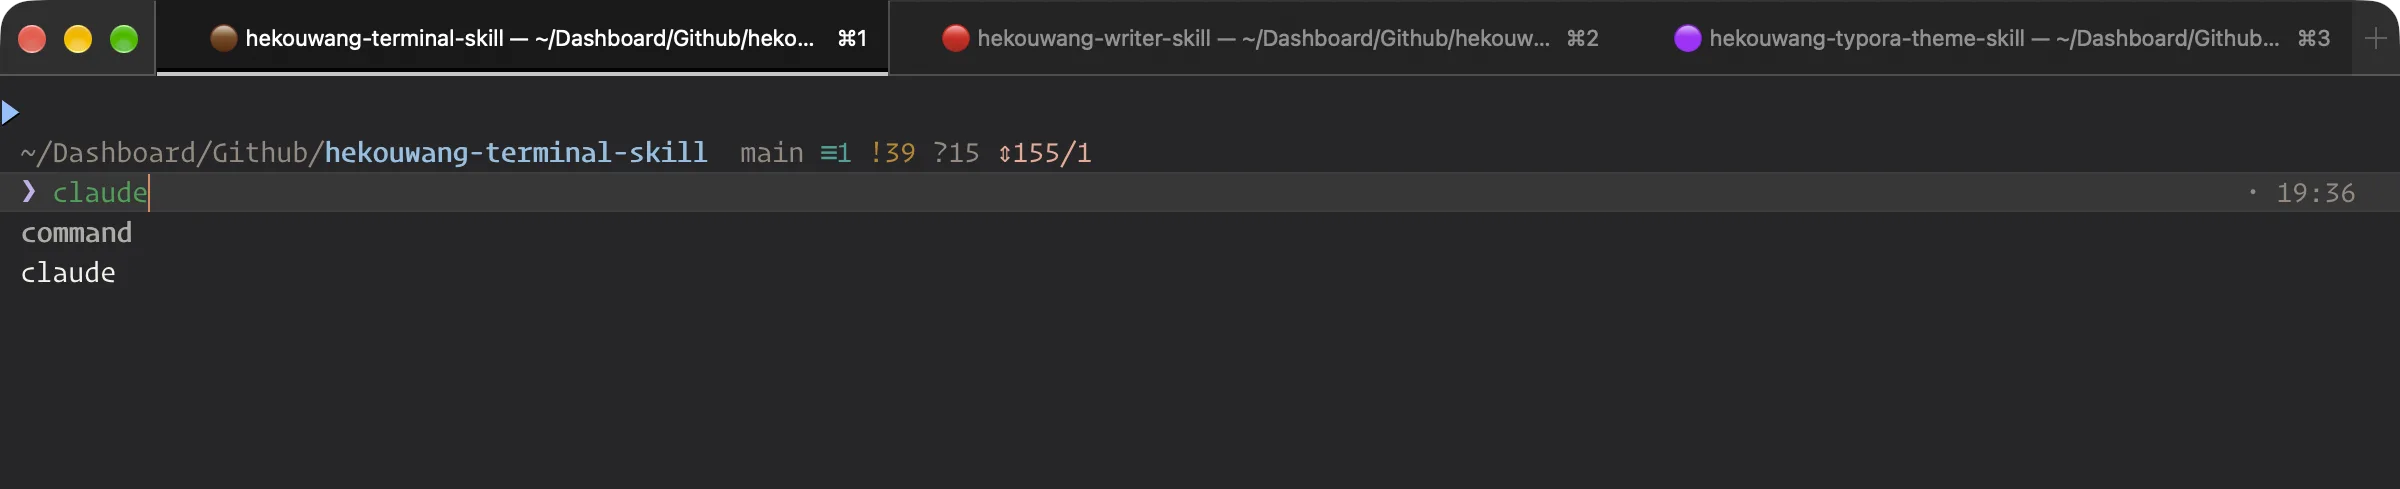 hekouwang-terminal-skill — ~/Dashboard/Github/heko... ⌘1
hekouwang-writer-skill — ~/Dashboard/Github/hekouw... ⌘2
hekouwang-typora-theme-skill — ~/Dashboard/Github... ⌘3
~/Dashboard/Github/hekouwang-terminal-skill main ≡1 !39 ?15 ⇕155/1
❯ claude · 19:36
command
claude